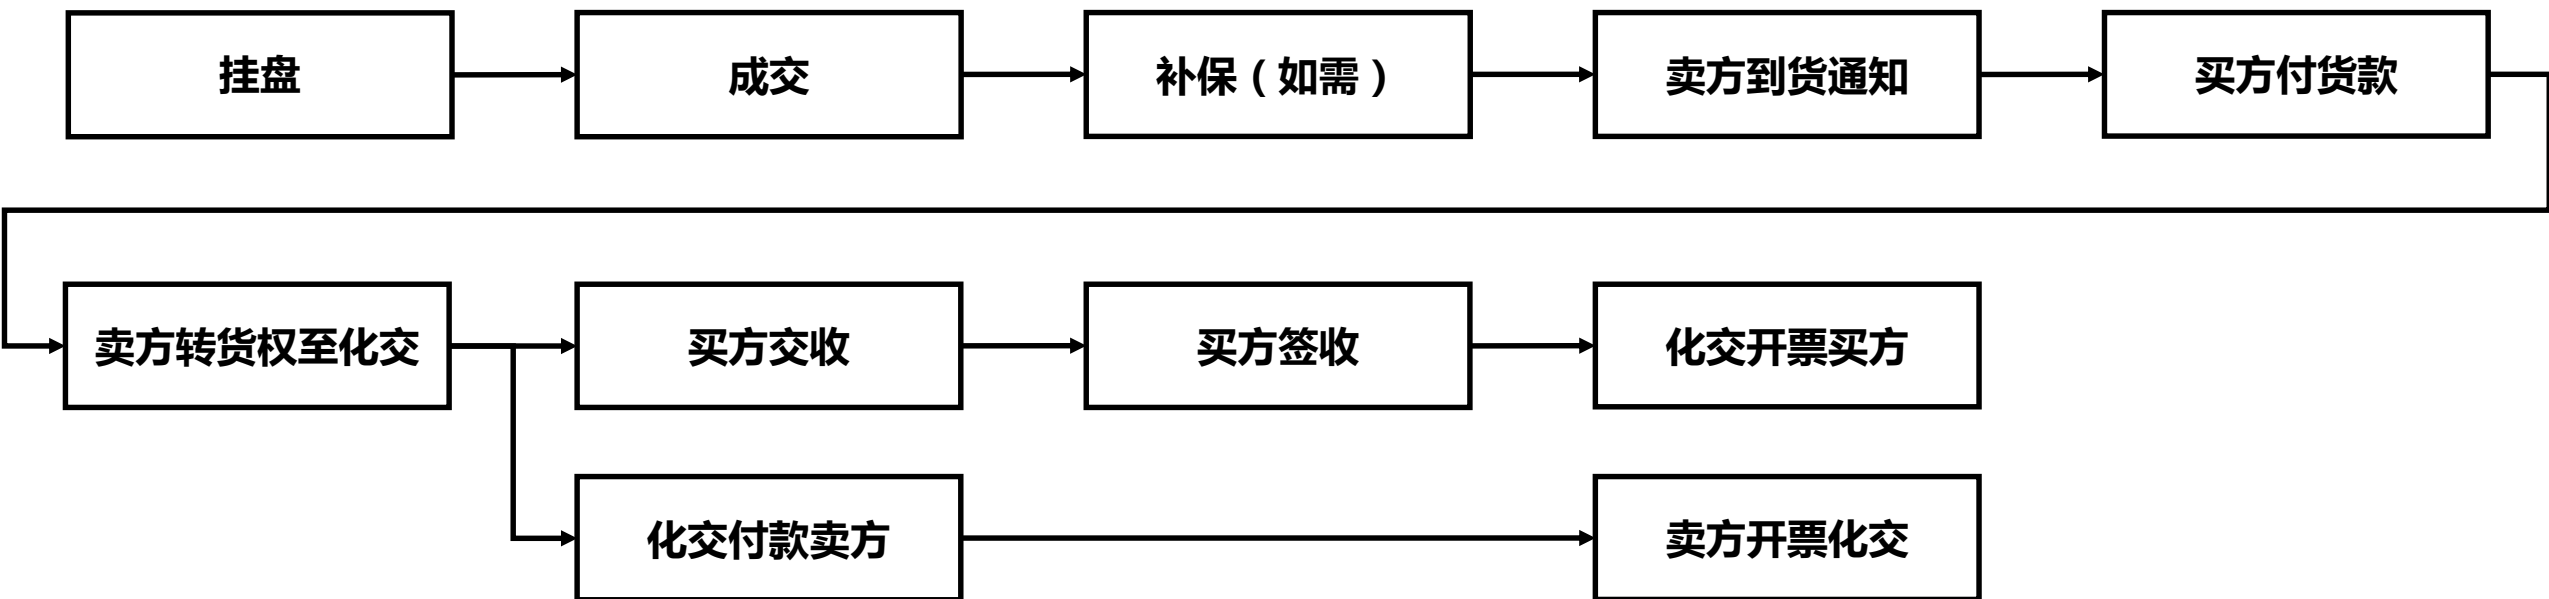 挂盘
成交
补保（如需）
卖方到货通知
买方付货款
卖方转货权至化交
买方交收
买方签收
化交开票买方
化交付款卖方
卖方开票化交